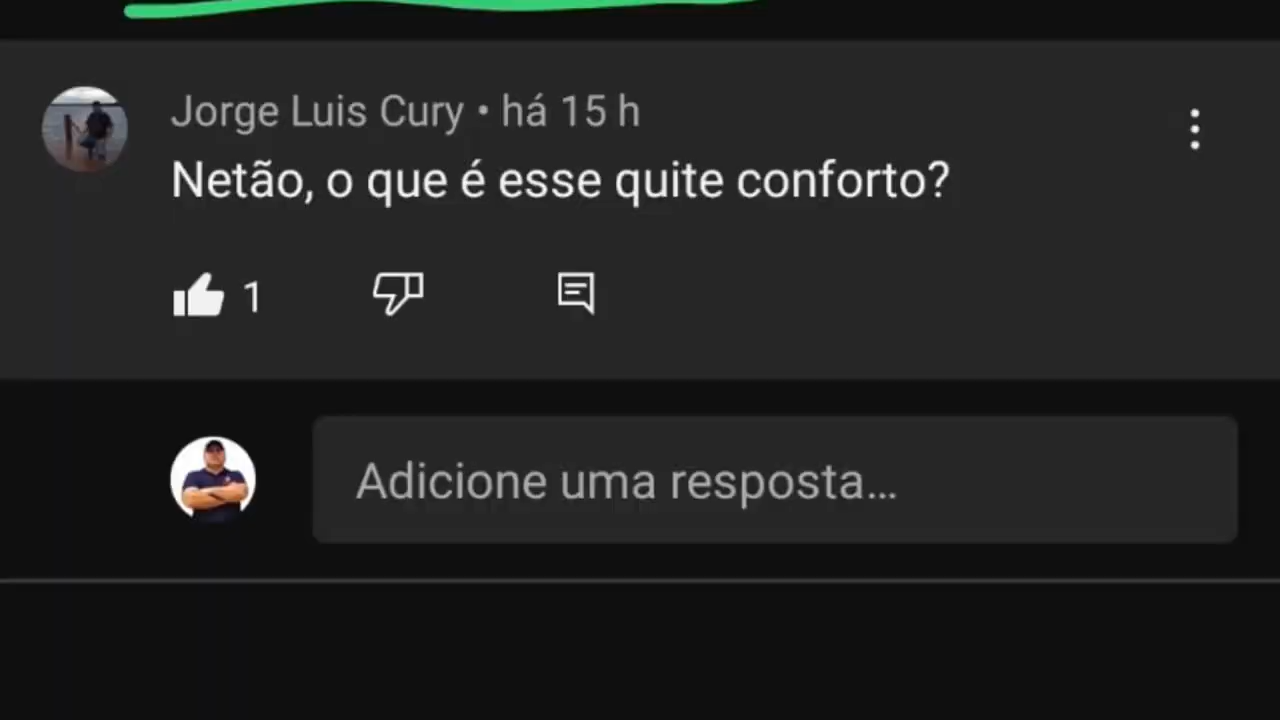 Jorge Luis Cury • há 15 h
Netão, o que é esse quite conforto?
1
Adicione uma resposta...